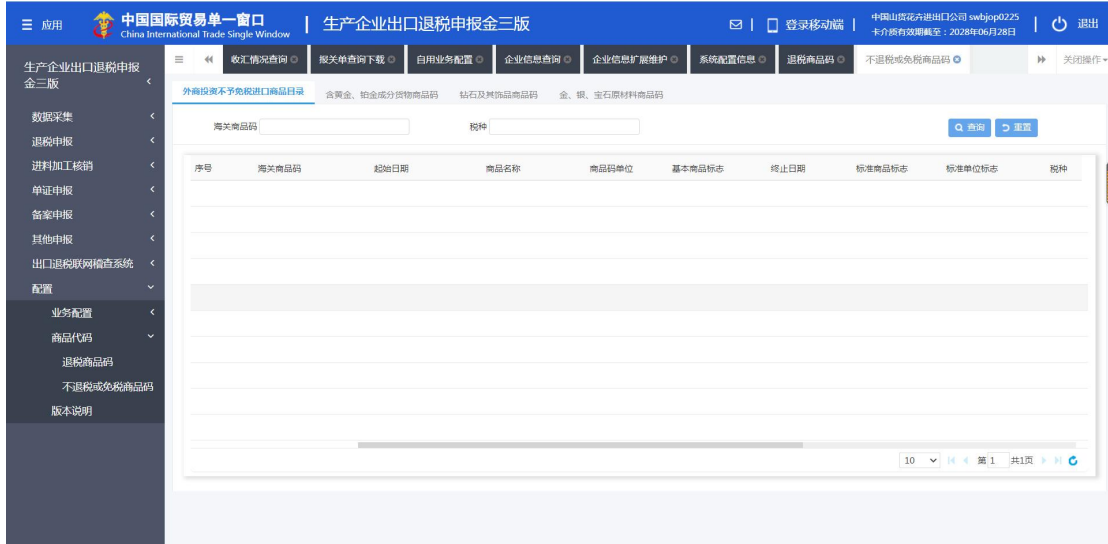 应用
中国国际贸易单一窗口
China International Trade Single Window
生产企业出口退税申报金三版
登录移动端
中国山货花卉进出口公司 swbjop0225
卡介质有效期截至：2028年06月28日
退出
生产企业出口退税申报金三版
数据采集
退税申报
进料加工核销
单证申报
备案申报
其他申报
出口退税联网稽查系统
配置
业务配置
商品代码
退税商品码
不退税或免税商品码
版本说明
收汇情况查询 报关单查询下载 自用业务配置 企业信息查询 企业信息扩展维护 系统配置信息 退税商品码 不退税或免税商品码 关闭操作
外商投资不予免税进口商品目录 含黄金、铂金成分货物商品码 钻石及其饰品商品码 金、银、宝石原材料商品码
海关商品码 税种 查询 重置
序号 海关商品码 起始日期 商品名称 商品码单位 基本商品标志 终止日期 标准商品标志 标准单位标志 税种
10 第 1 共1页